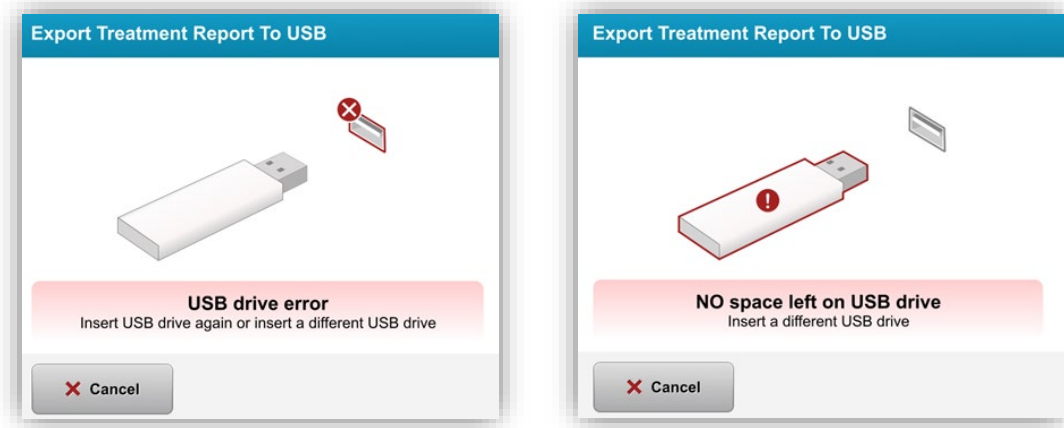 Export Treatment Report To USB
USB drive error
Insert USB drive again or insert a different USB drive
Cancel
Export Treatment Report To USB
NO space left on USB drive
Insert a different USB drive
Cancel